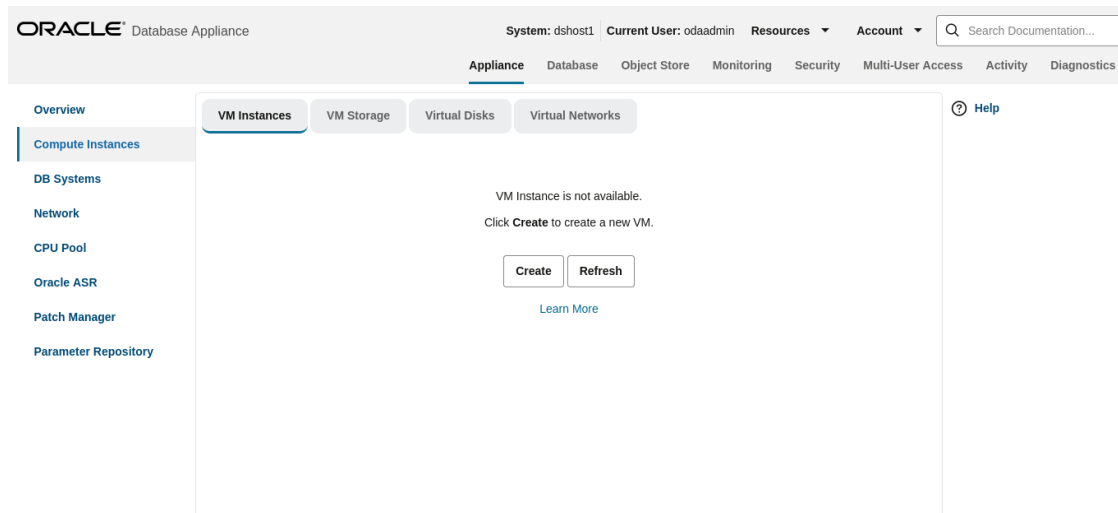 ORACLE® Database Appliance
System: dshost1 Current User: odaadmin Resources Account Search Documentation...
Appliance Database Object Store Monitoring Security Multi-User Access Activity Diagnostics
Overview
Compute Instances
DB Systems
Network
CPU Pool
Oracle ASR
Patch Manager
Parameter Repository
VM Instances VM Storage Virtual Disks Virtual Networks
VM Instance is not available.
Click Create to create a new VM.
Create Refresh
Learn More
Help